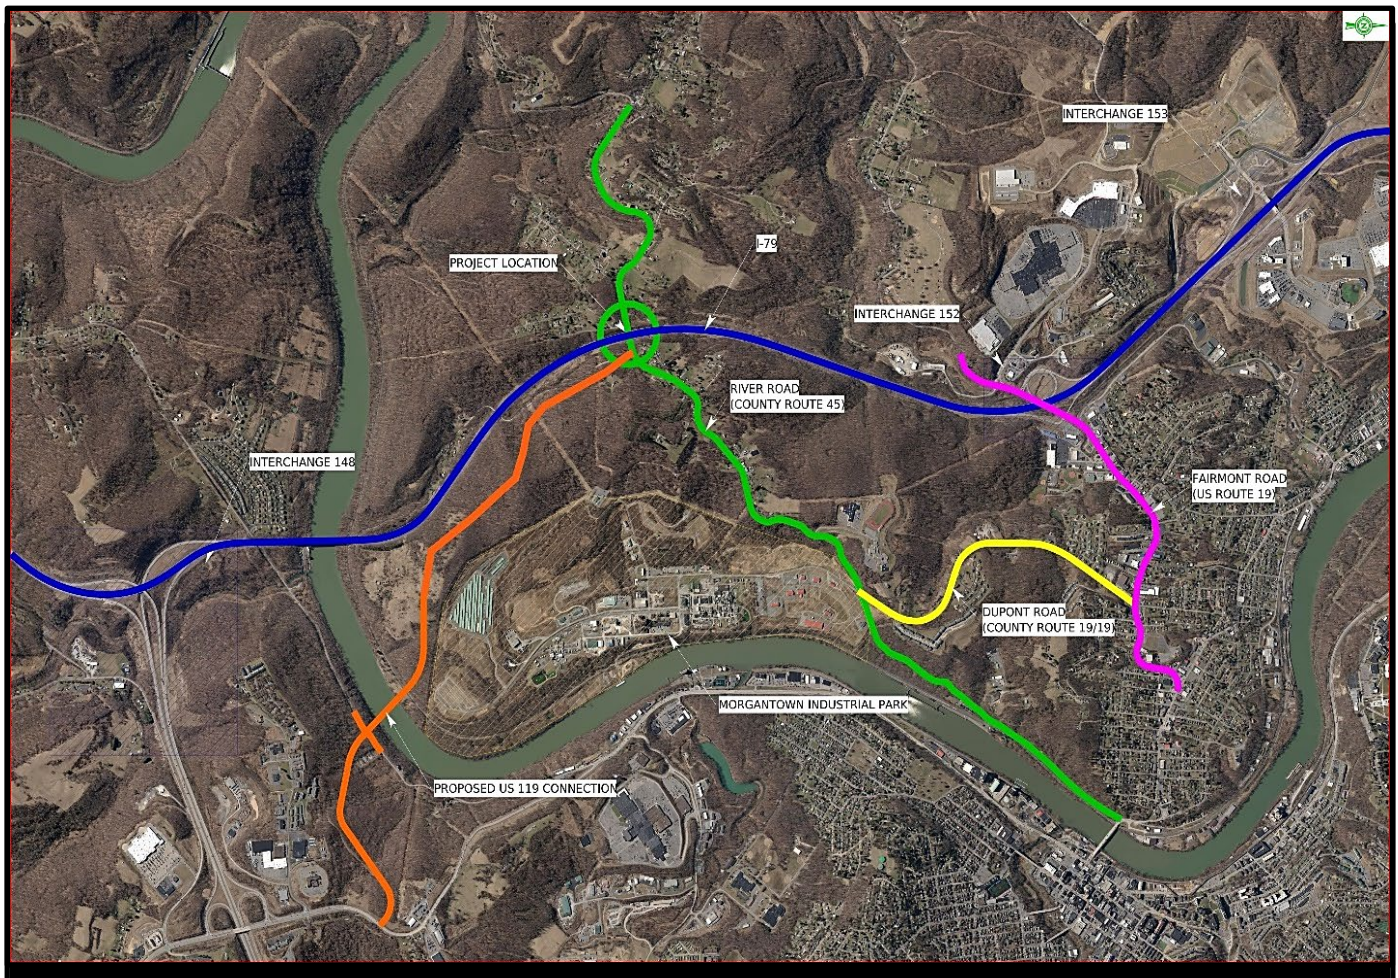 INTERCHANGE 153
I-79
PROJECT LOCATION
INTERCHANGE 152
RIVER ROAD
(COUNTY ROUTE 45)
INTERCHANGE 148
FAIRMONT ROAD
(US ROUTE 19)
DUPONT ROAD
(COUNTY ROUTE 19/19)
MORGANTOWN INDUSTRIAL PARK
PROPOSED US 119 CONNECTION